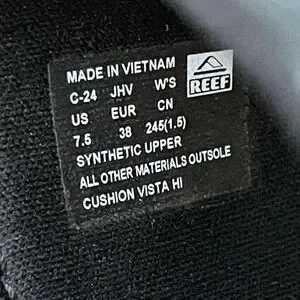 MADE IN VIETNAM
C-24 JHV W'S
US EUR CN
7.5 38 245(1.5)
SYNTHETIC UPPER
ALL OTHER MATERIALS OUTSOLE
CUSHION VISTA HI
REEF